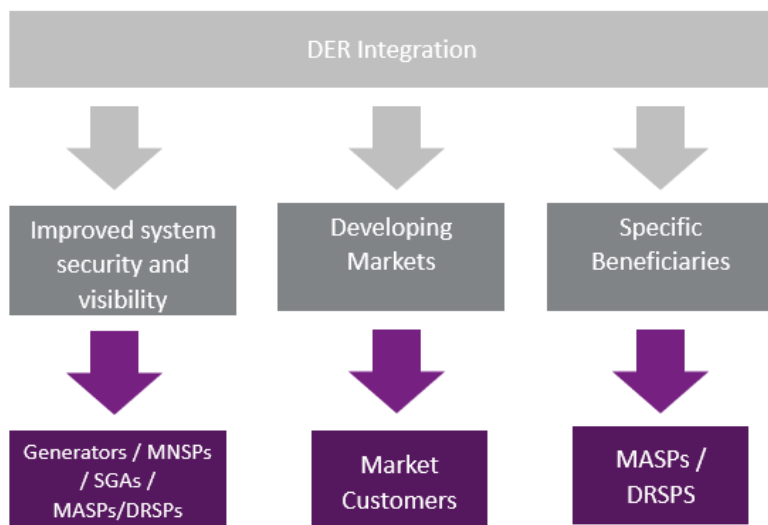 DER Integration
Improved system
security and
visibility
Developing
Markets
Specific
Beneficiaries
Generators / MNSPs
/ SGAs /
MASPs/DRSPs
Market
Customers
MASPs /
DRSPS